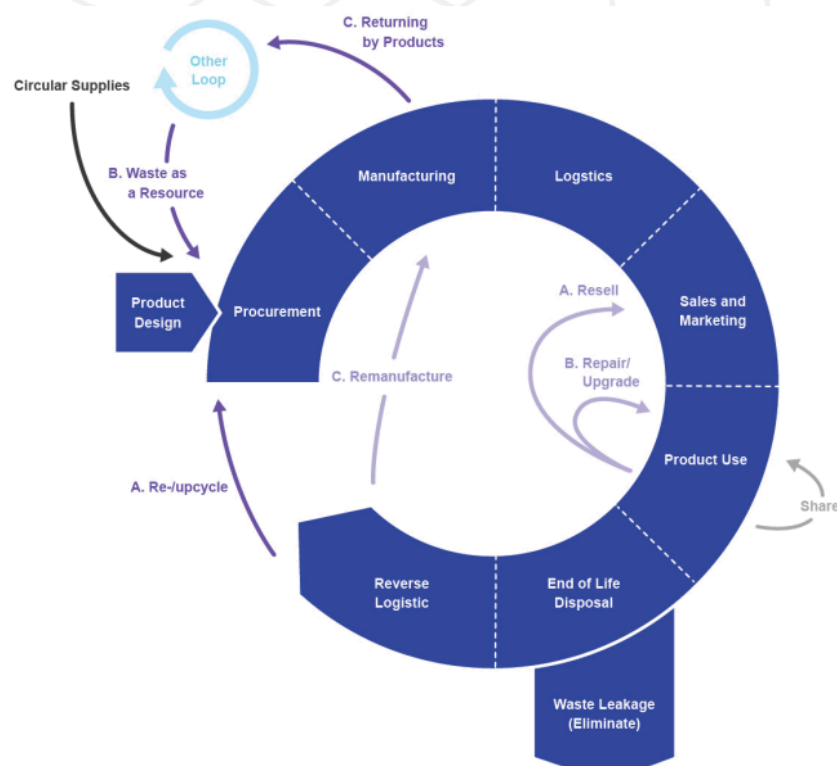 C. Returning
by Products
Other
Loop
Circular Supplies
B. Waste as
a Resource
Manufacturing
Logstics
Product
Design
Procurement
A. Resell
Sales and
Marketing
C. Remanufacture
B. Repair/
Upgrade
Product Use
A. Re-/upcycle
Share
Reverse
Logistic
End of Life
Disposal
Waste Leakage
(Eliminate)